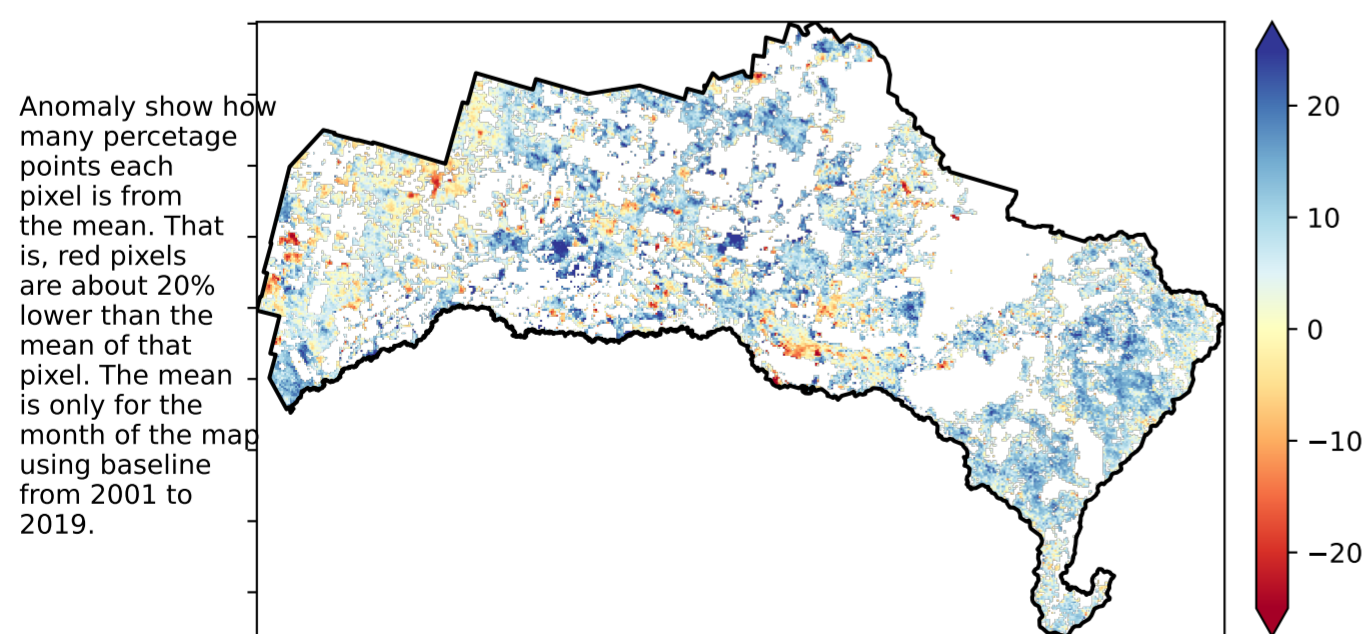 Anomaly show how
many percetage
points each
pixel is from
the mean. That
is, red pixels
are about 20%
lower than the
mean of that
pixel. The mean
is only for the
month of the map
using baseline
from 2001 to
2019.
20
10
0
−10
−20